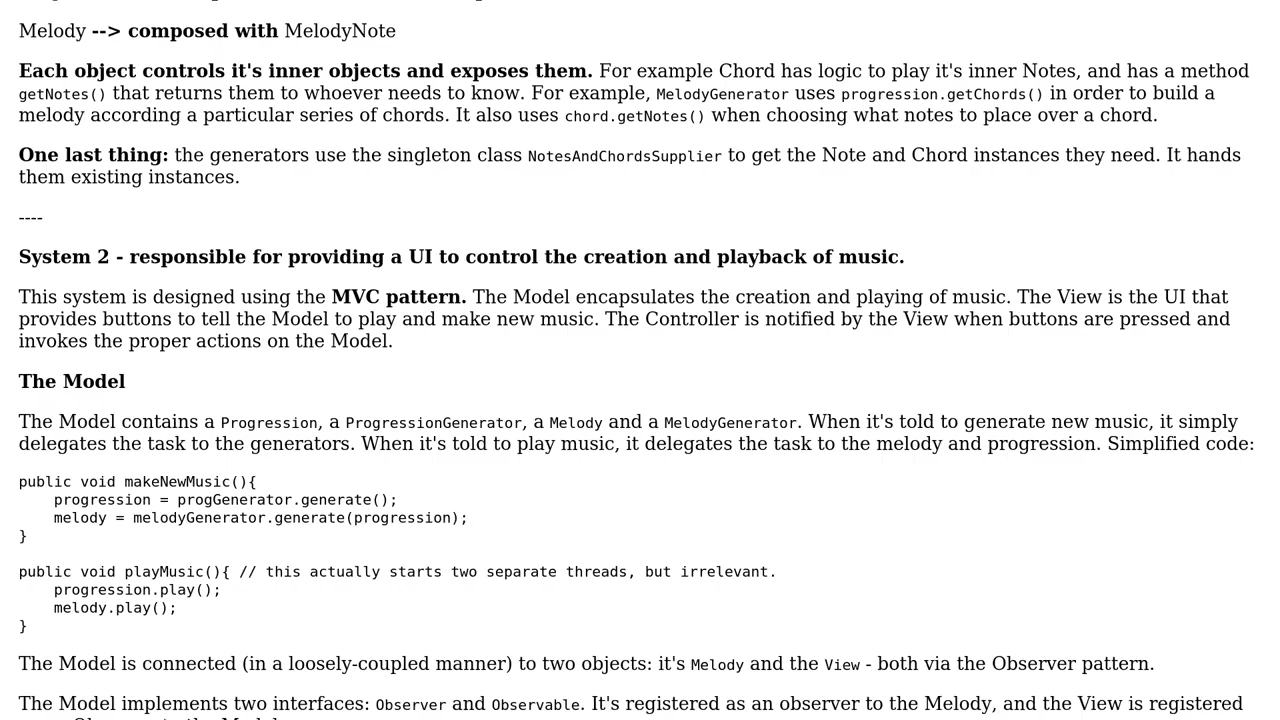 Melody --> composed with MelodyNote
Each object controls it's inner objects and exposes them. For example Chord has logic to play it's inner Notes, and has a method
getNotes() that returns them to whoever needs to know. For example, MelodyGenerator uses progression.getChords() in order to build a
melody according a particular series of chords. It also uses chord.getNotes() when choosing what notes to place over a chord.
One last thing: the generators use the singleton class NotesAndChordsSupplier to get the Note and Chord instances they need. It hands
them existing instances.
----
System 2 - responsible for providing a UI to control the creation and playback of music.
This system is designed using the MVC pattern. The Model encapsulates the creation and playing of music. The View is the UI that
provides buttons to tell the Model to play and make new music. The Controller is notified by the View when buttons are pressed and
invokes the proper actions on the Model.
The Model
The Model contains a Progression, a ProgressionGenerator, a Melody and a MelodyGenerator. When it's told to generate new music, it simply
delegates the task to the generators. When it's told to play music, it delegates the task to the melody and progression. Simplified code:
public void makeNewMusic(){
    progression = progGenerator.generate();
    melody = melodyGenerator.generate(progression);
}
public void playMusic(){ // this actually starts two separate threads, but irrelevant.
    progression.play();
    melody.play();
}
The Model is connected (in a loosely-coupled manner) to two objects: it's Melody and the View - both via the Observer pattern.
The Model implements two interfaces: Observer and Observable. It's registered as an observer to the Melody, and the View is registered